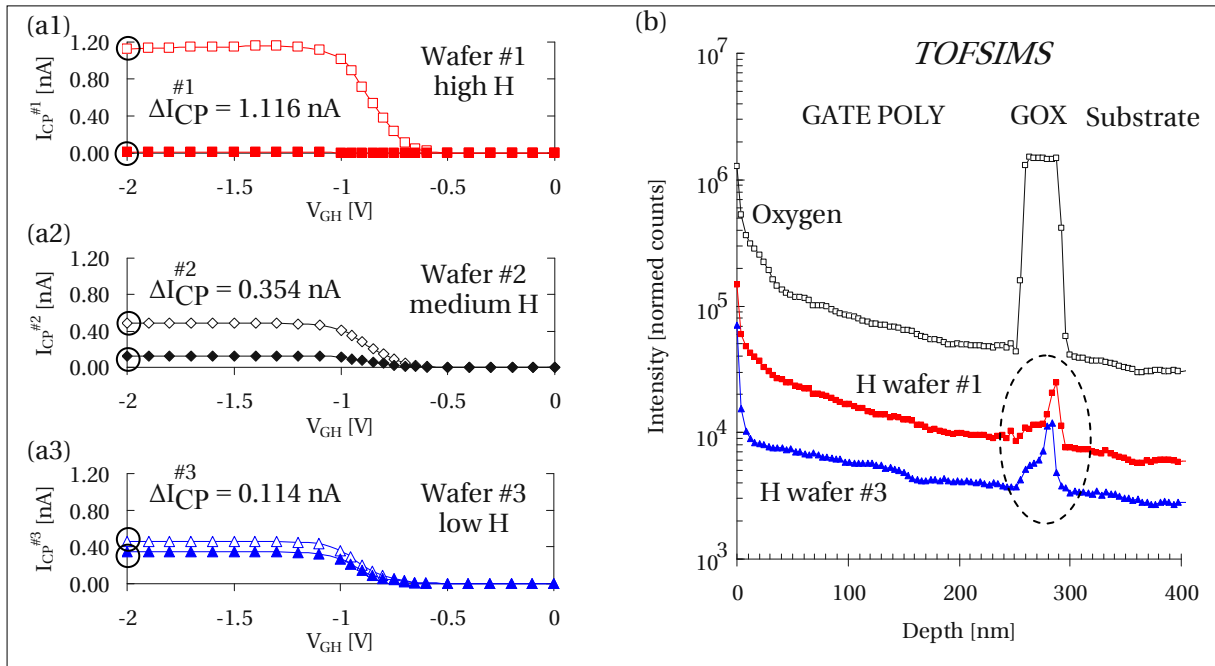 (a1)
1.20
0.80
0.40
0.00
I_CP^#1 [nA]
Wafer #1
high H
ΔI_CP^#1 = 1.116 nA
-2 -1.5 -1 -0.5 0
V_GH [V]
(a2)
1.20
0.80
0.40
0.00
I_CP^#2 [nA]
Wafer #2
medium H
ΔI_CP^#2 = 0.354 nA
-2 -1.5 -1 -0.5 0
V_GH [V]
(a3)
1.20
0.80
0.40
0.00
I_CP^#3 [nA]
Wafer #3
low H
ΔI_CP^#3 = 0.114 nA
-2 -1.5 -1 -0.5 0
V_GH [V]
(b)
TOFSIMS
GATE POLY GOX Substrate
10^7
10^6
10^5
10^4
10^3
Intensity [normed counts]
Oxygen
H wafer #1
H wafer #3
0 100 200 300 400
Depth [nm]